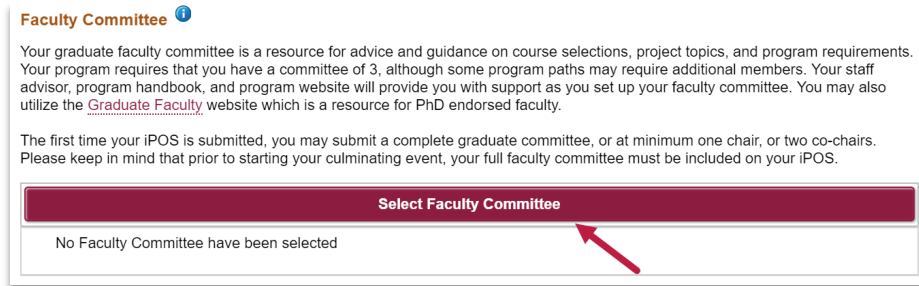 Faculty Committee
Your graduate faculty committee is a resource for advice and guidance on course selections, project topics, and program requirements.
Your program requires that you have a committee of 3, although some program paths may require additional members. Your staff
advisor, program handbook, and program website will provide you with support as you set up your faculty committee. You may also
utilize the Graduate Faculty website which is a resource for PhD endorsed faculty.
The first time your iPOS is submitted, you may submit a complete graduate committee, or at minimum one chair, or two co-chairs.
Please keep in mind that prior to starting your culminating event, your full faculty committee must be included on your iPOS.
Select Faculty Committee
No Faculty Committee have been selected